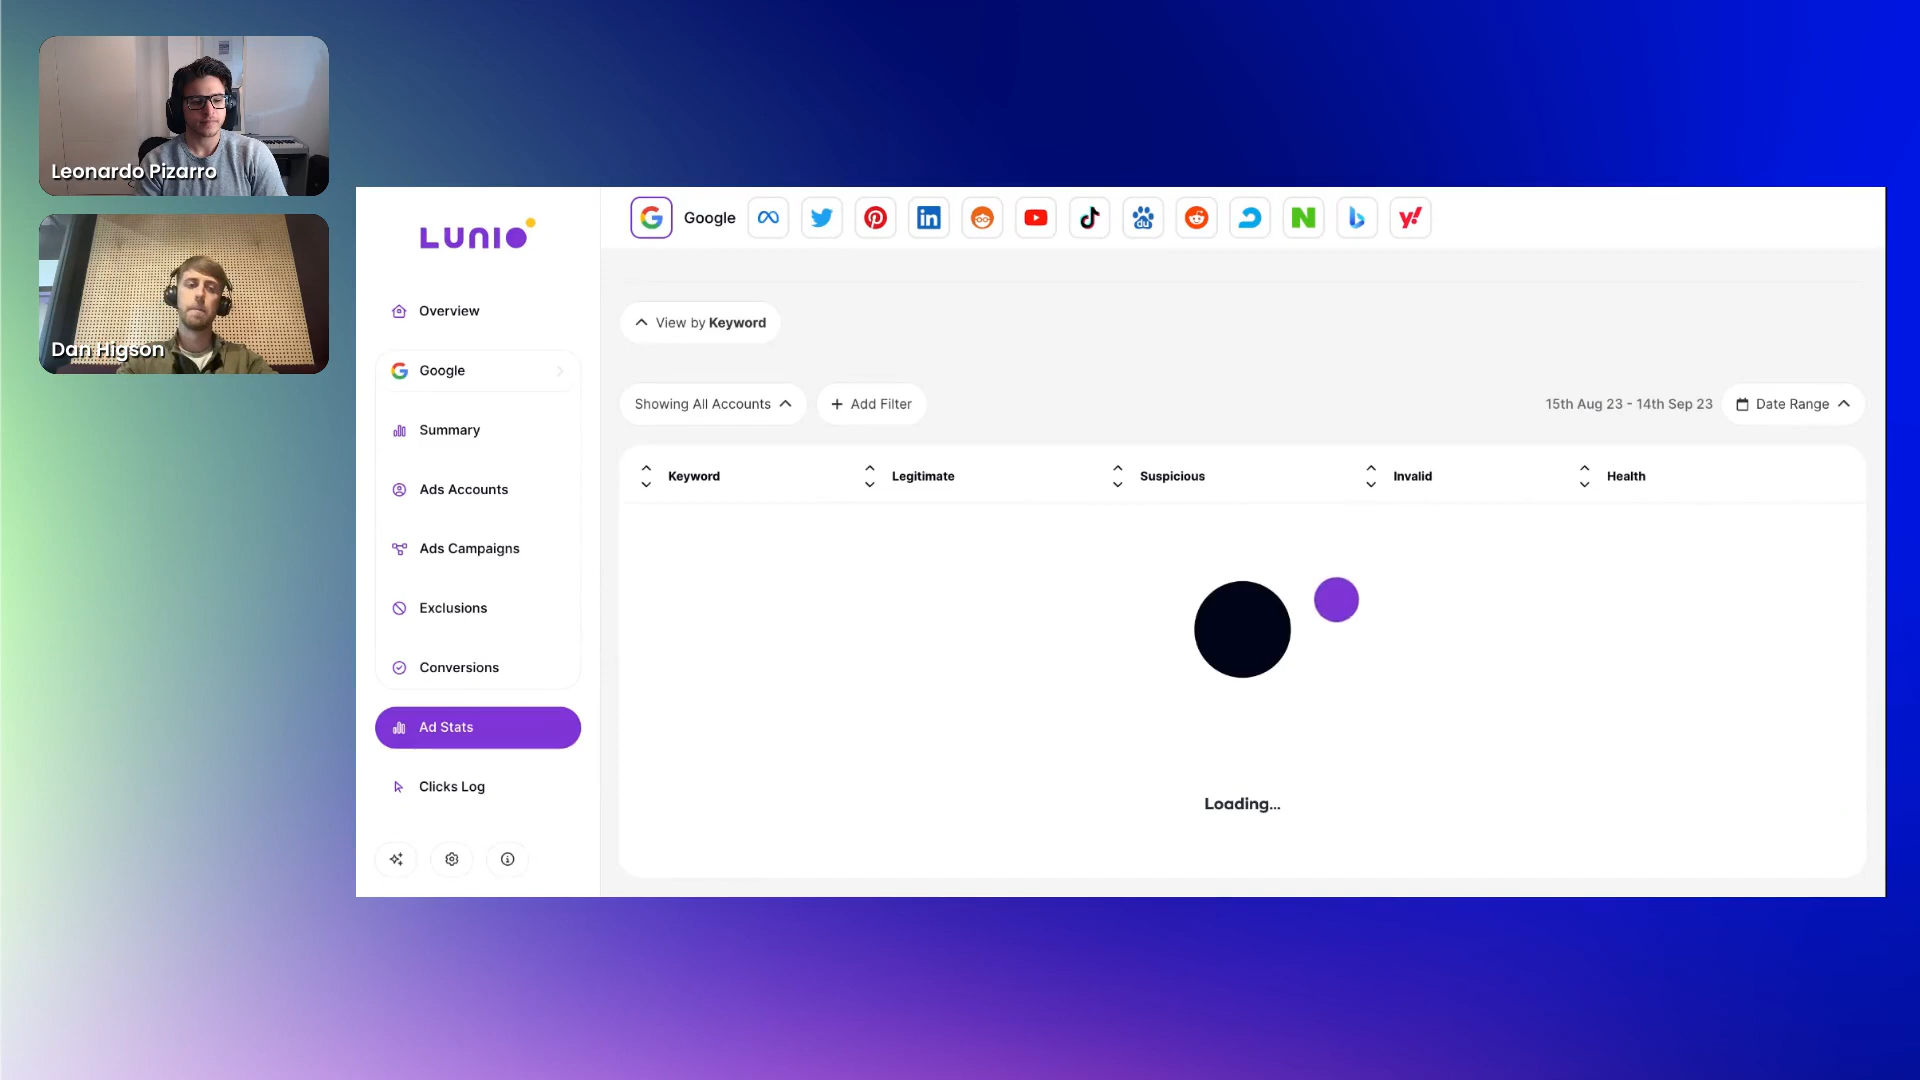 Leonardo Pizarro
Dan Higson
LUNIO
Overview
Google
Summary
Ads Accounts
Ads Campaigns
Exclusions
Conversions
Ad Stats
Clicks Log
Google
View by Keyword
Showing All Accounts
Add Filter
15th Aug 23 - 14th Sep 23
Date Range
Keyword
Legitimate
Suspicious
Invalid
Health
Loading...